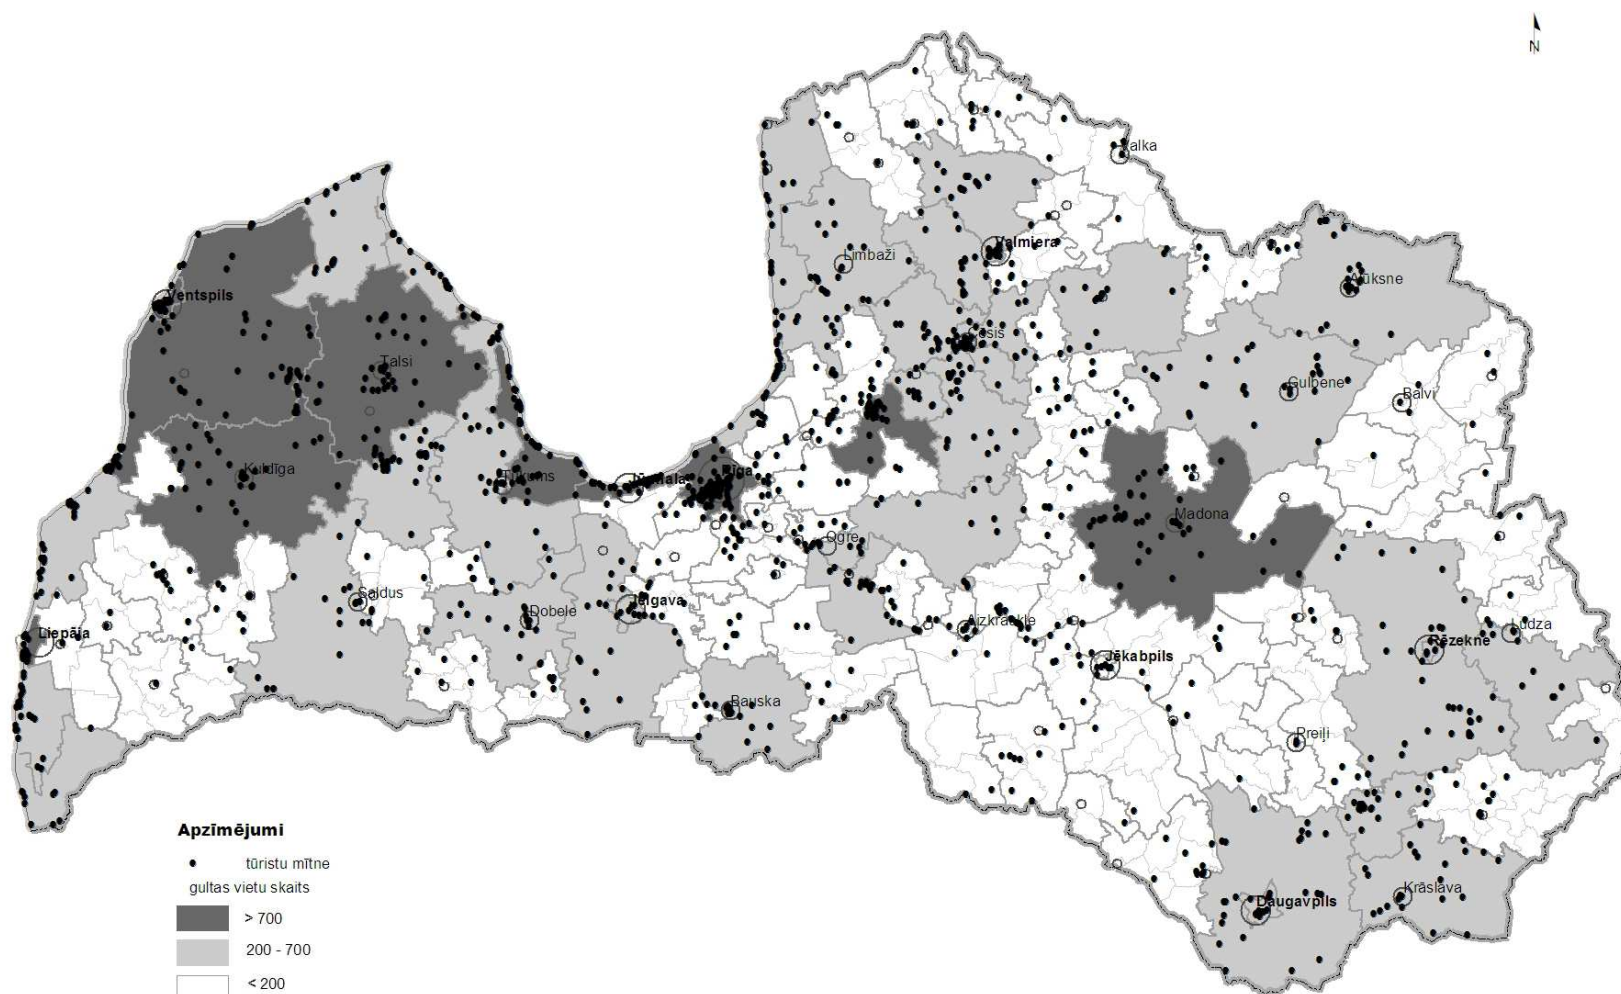 N
Valka
Valmiera
Limbaži
Alūksne
Ventspils
Cēsis
Talsi
Gulbene
Balvi
Kuldīga
Tukums
Jūrmala
Rīga
Madona
Ogre
Saldus
Dobele
Jelgava
Aizkraukle
Ludza
Liepāja
Rēzekne
Jēkabpils
Bauska
Preiļi
Krāslava
Daugavpils
Apzīmējumi
tūristu mītne
gultas vietu skaits
> 700
200 - 700
< 200